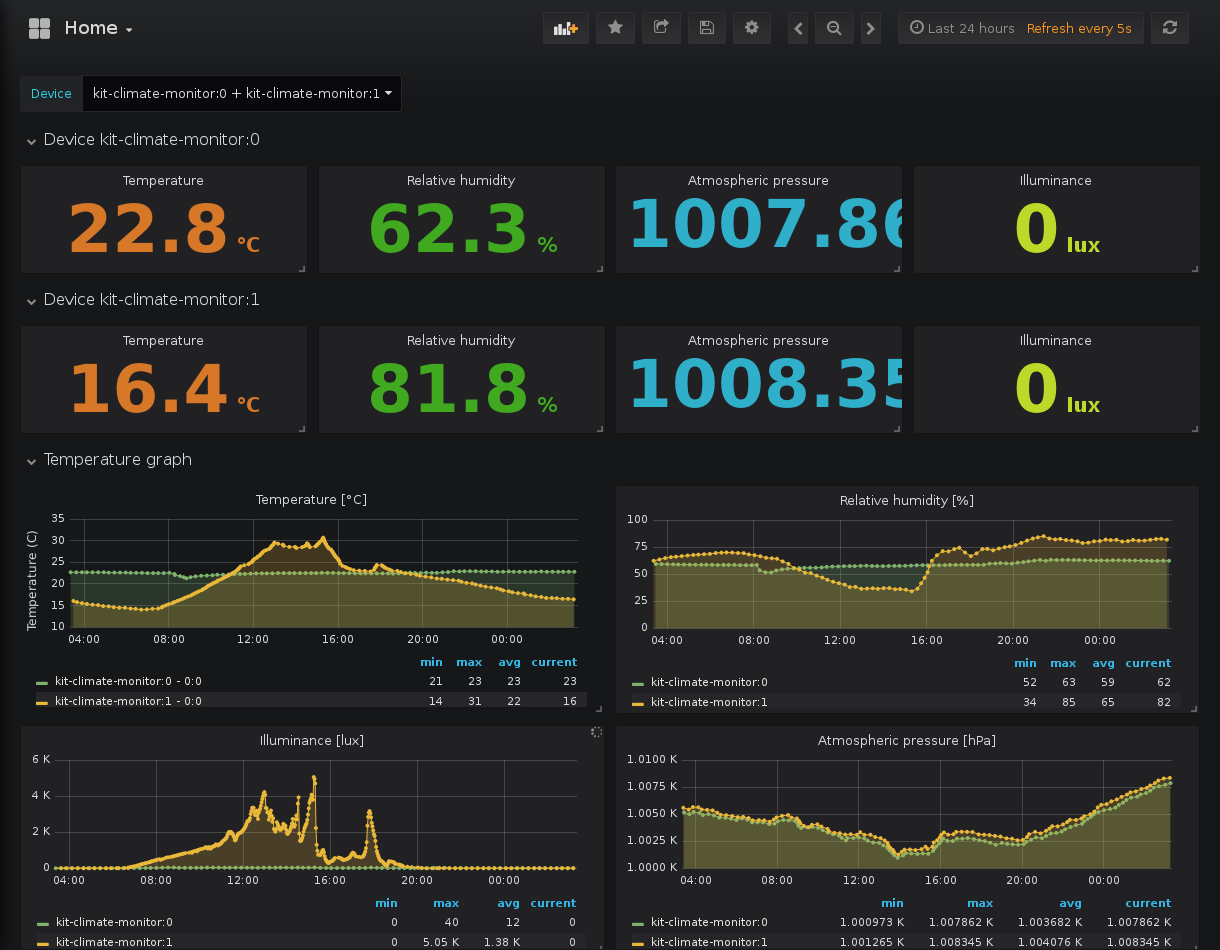 Home
Last 24 hours Refresh every 5s
Device kit-climate-monitor:0 + kit-climate-monitor:1
Device kit-climate-monitor:0
Temperature Relative humidity Atmospheric pressure Illuminance
22.8 °C 62.3 % 1007.86 0 lux
Device kit-climate-monitor:1
Temperature Relative humidity Atmospheric pressure Illuminance
16.4 °C 81.8 % 1008.35 0 lux
Temperature graph
Temperature [°C]
Temperature (C)
35
30
25
20
15
10
04:00 08:00 12:00 16:00 20:00 00:00
min max avg current
kit-climate-monitor:0 - 0:0 21 23 23 23
kit-climate-monitor:1 - 0:0 14 31 22 16
Relative humidity [%]
100
75
50
25
0
04:00 08:00 12:00 16:00 20:00 00:00
min max avg current
kit-climate-monitor:0 52 63 59 62
kit-climate-monitor:1 34 85 65 82
Illuminance [lux]
6 K
4 K
2 K
0
04:00 08:00 12:00 16:00 20:00 00:00
min max avg current
kit-climate-monitor:0 0 40 12 0
kit-climate-monitor:1 0 5.05 K 1.38 K 0
Atmospheric pressure [hPa]
1.0100 K
1.0075 K
1.0050 K
1.0025 K
1.0000 K
04:00 08:00 12:00 16:00 20:00 00:00
min max avg current
kit-climate-monitor:0 1.000973 K 1.007862 K 1.003682 K 1.007862 K
kit-climate-monitor:1 1.001265 K 1.008345 K 1.004076 K 1.008345 K